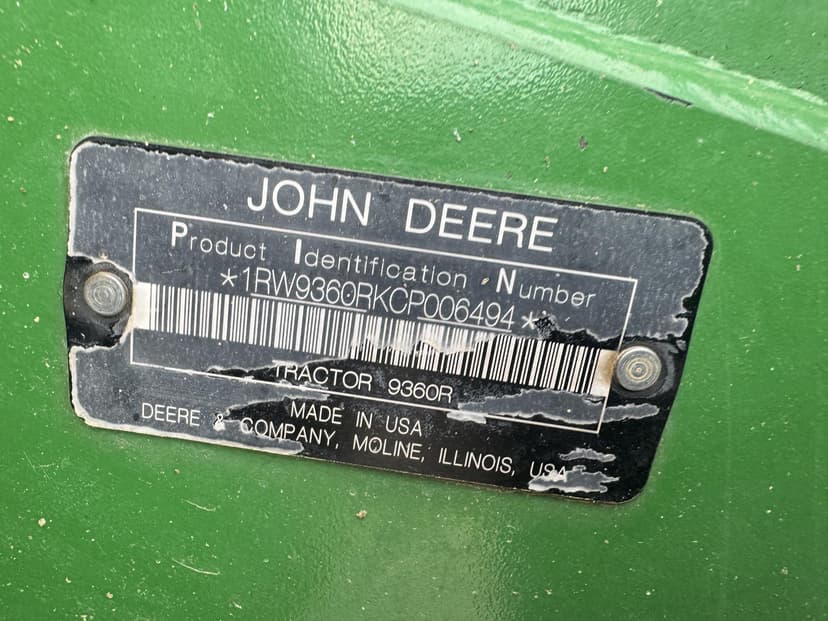 JOHN DEERE
Product Identification Number
*1RW9360RKCP006494*
TRACTOR 9360R
MADE IN USA
DEERE & COMPANY, MOLINE, ILLINOIS, USA